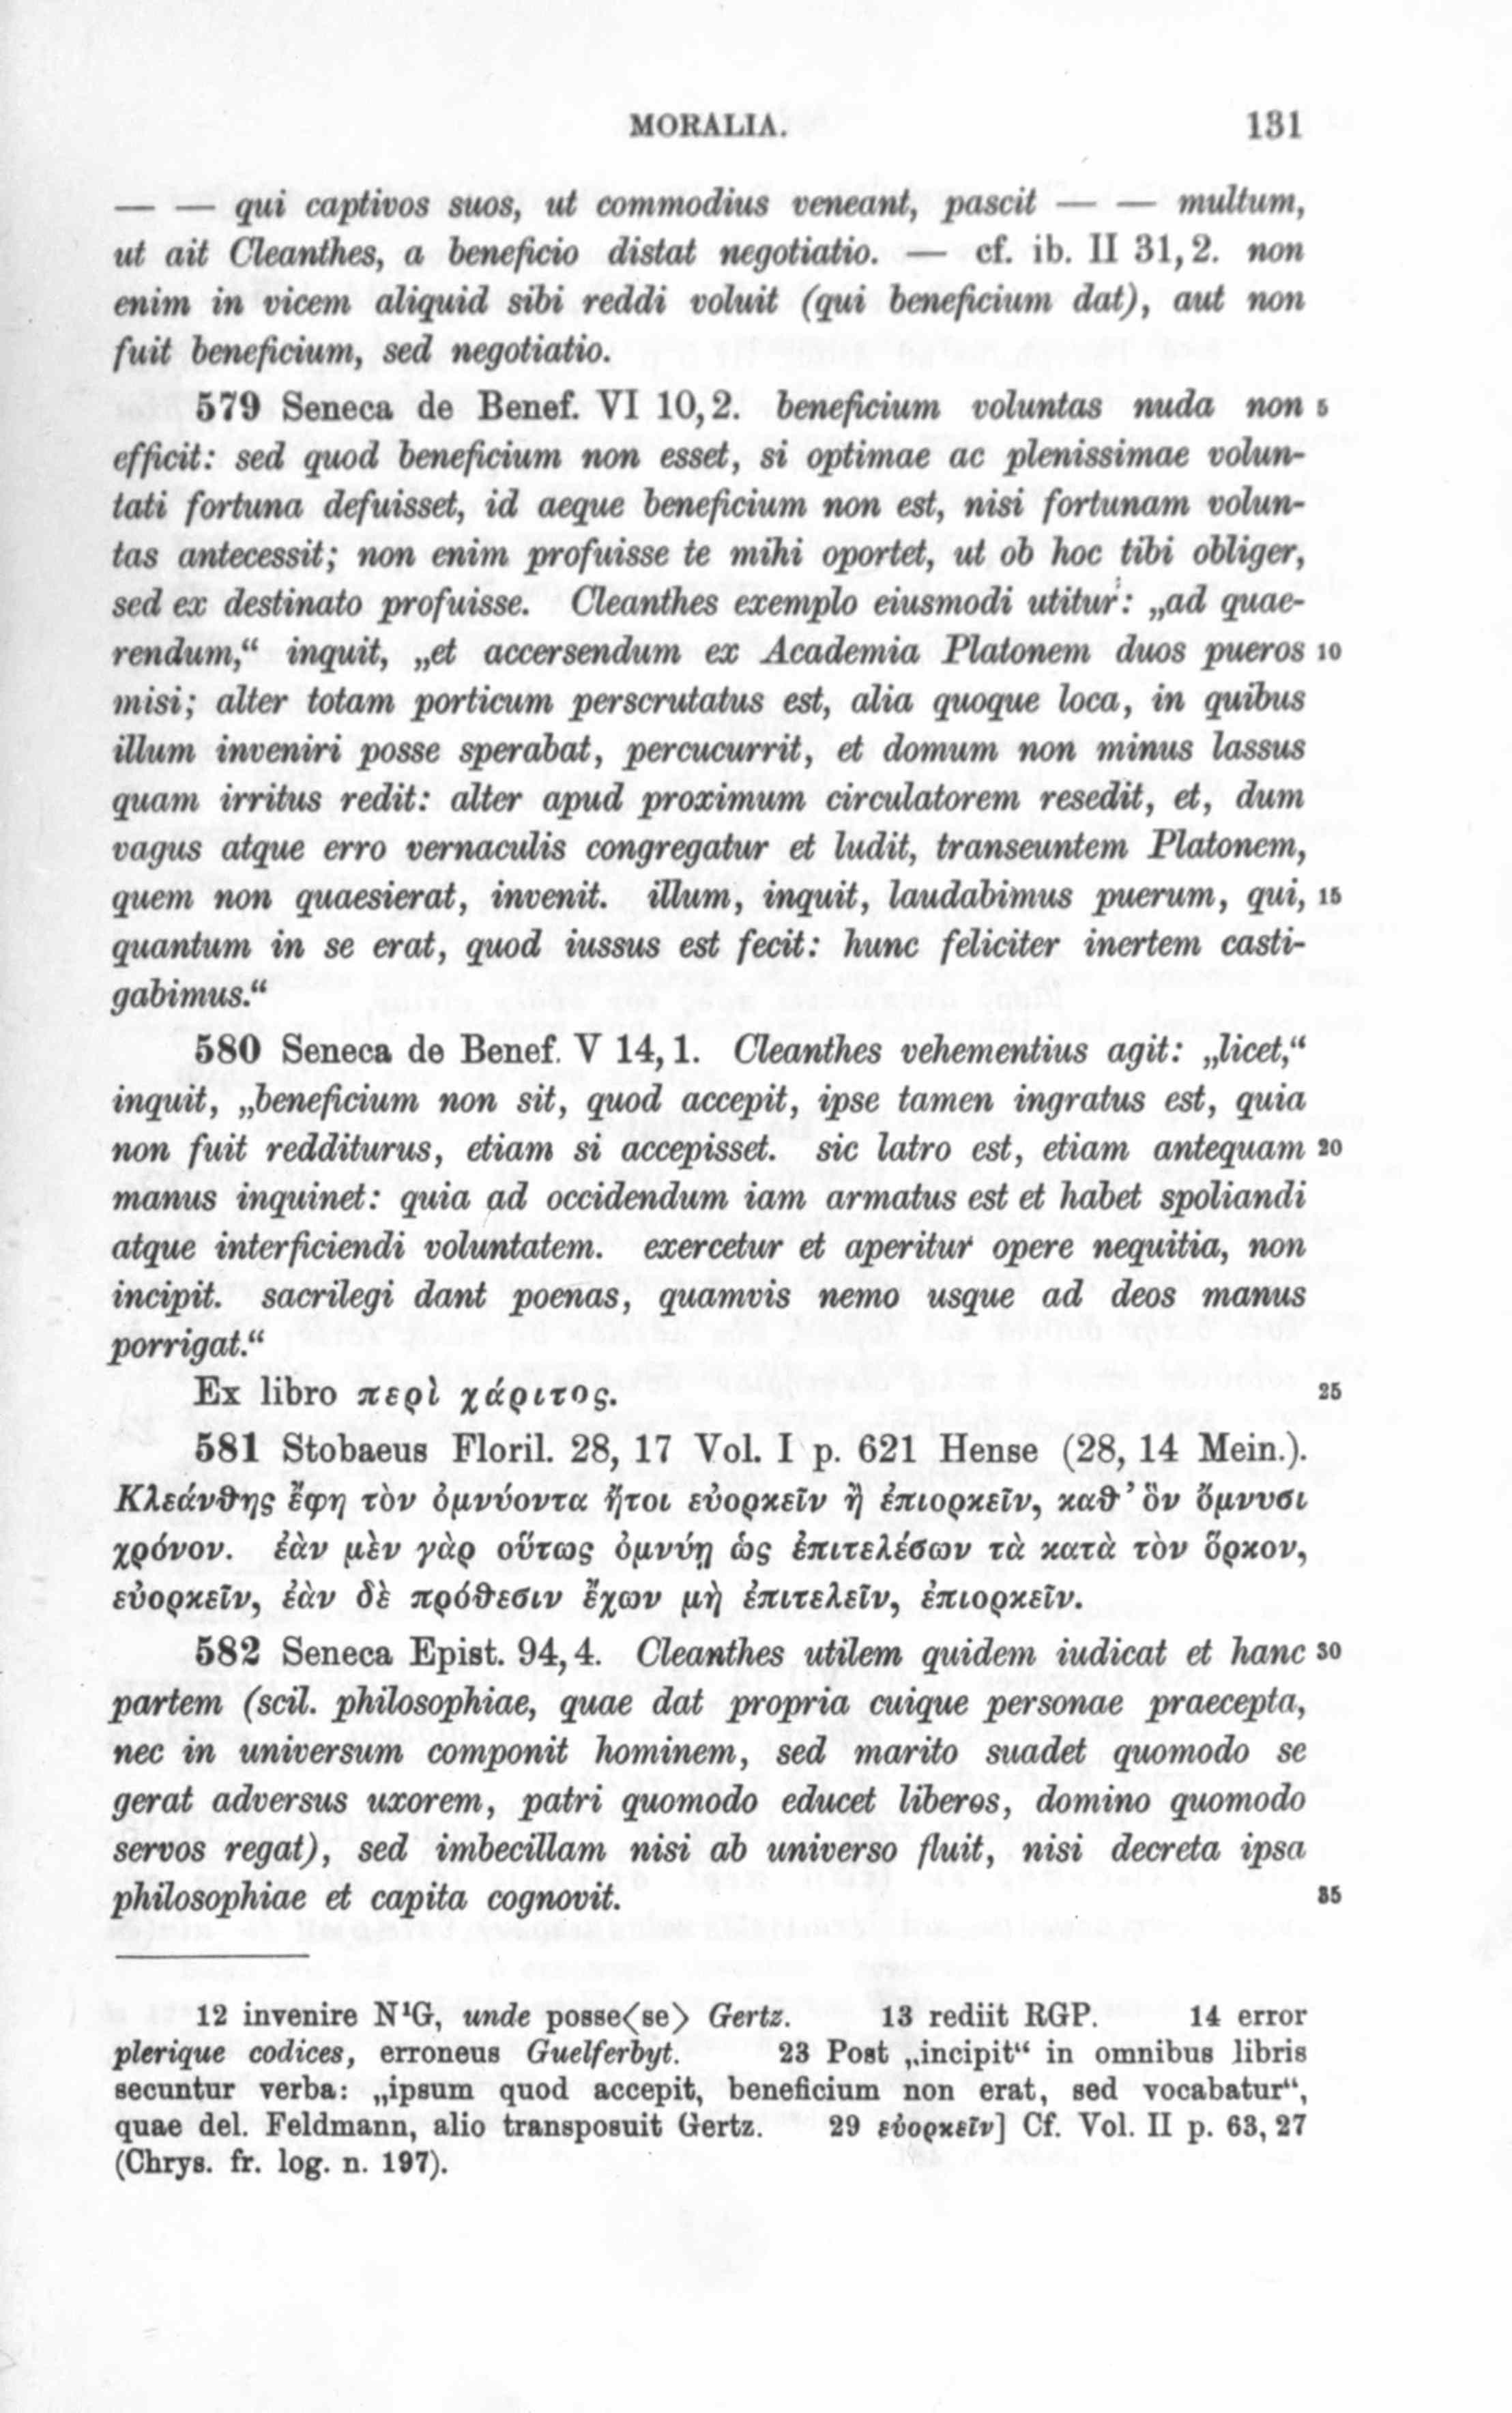 MORALIA. 131
— — qui captivos suos, ut commodius veneant, pascit — — multum,
ut ait Cleanthes, a beneficio distat negotiatio. — cf. ib. II 31, 2. non
enim in vicem aliquid sibi reddi voluit (qui beneficium dat), aut non
fuit beneficium, sed negotiatio.
579 Seneca de Benef. VI 10, 2. beneficium voluntas nuda non 5
efficit: sed quod beneficium non esset, si optimae ac plenissimae volun-
tati fortuna defuisset, id aeque beneficium non est, nisi fortunam volun-
tas antecessit; non enim profuisse te mihi oportet, ut ob hoc tibi obliger,
sed ex destinato profuisse. Cleanthes exemplo eiusmodi utitur: „ad quae-
rendum,“ inquit, „et accersendum ex Academia Platonem duos pueros 10
misi; alter totam porticum perscrutatus est, alia quoque loca, in quibus
illum inveniri posse sperabat, percucurrit, et domum non minus lassus
quam irritus redit: alter apud proximum circulatorem resedit, et, dum
vagus atque erro vernaculis congregatur et ludit, transeuntem Platonem,
quem non quaesierat, invenit. illum, inquit, laudabimus puerum, qui, 15
quantum in se erat, quod iussus est fecit: hunc feliciter inertem casti-
gabimus.“
580 Seneca de Benef. V 14, 1. Cleanthes vehementius agit: „licet,“
inquit, „beneficium non sit, quod accepit, ipse tamen ingratus est, quia
non fuit redditurus, etiam si accepisset. sic latro est, etiam antequam 20
manus inquinet: quia ad occidendum iam armatus est et habet spoliandi
atque interficiendi voluntatem. exercetur et aperitur opere nequitia, non
incipit. sacrilegi dant poenas, quamvis nemo usque ad deos manus
porrigat.“
Ex libro περὶ χάριτος. 25
581 Stobaeus Floril. 28, 17 Vol. I p. 621 Hense (28, 14 Mein.).
Κλεάνθης ἔφη τὸν ὀμνύοντα ἤτοι εὐορκεῖν ἢ ἐπιορκεῖν, καθ’ ὃν ὄμνυσι
χρόνον. ἐὰν μὲν γὰρ οὕτως ὀμνύῃ ὡς ἐπιτελέσων τὰ κατὰ τὸν ὅρκον,
εὐορκεῖν, ἐὰν δὲ πρόθεσιν ἔχων μὴ ἐπιτελεῖν, ἐπιορκεῖν.
582 Seneca Epist. 94, 4. Cleanthes utilem quidem iudicat et hanc 30
partem (scil. philosophiae, quae dat propria cuique personae praecepta,
nec in universum componit hominem, sed marito suadet quomodo se
gerat adversus uxorem, patri quomodo educet liberos, domino quomodo
servos regat), sed imbecillam nisi ab universo fluit, nisi decreta ipsa
philosophiae et capita cognovit. 35
12 invenire N¹G, unde posse⟨se⟩ Gertz. 13 rediit RGP. 14 error
plerique codices, erroneus Guelferbyt. 23 Post „incipit“ in omnibus libris
secuntur verba: „ipsum quod accepit, beneficium non erat, sed vocabatur“,
quae del. Feldmann, alio transposuit Gertz. 29 εὐορκεῖν] Cf. Vol. II p. 63, 27
(Chrys. fr. log. n. 197).